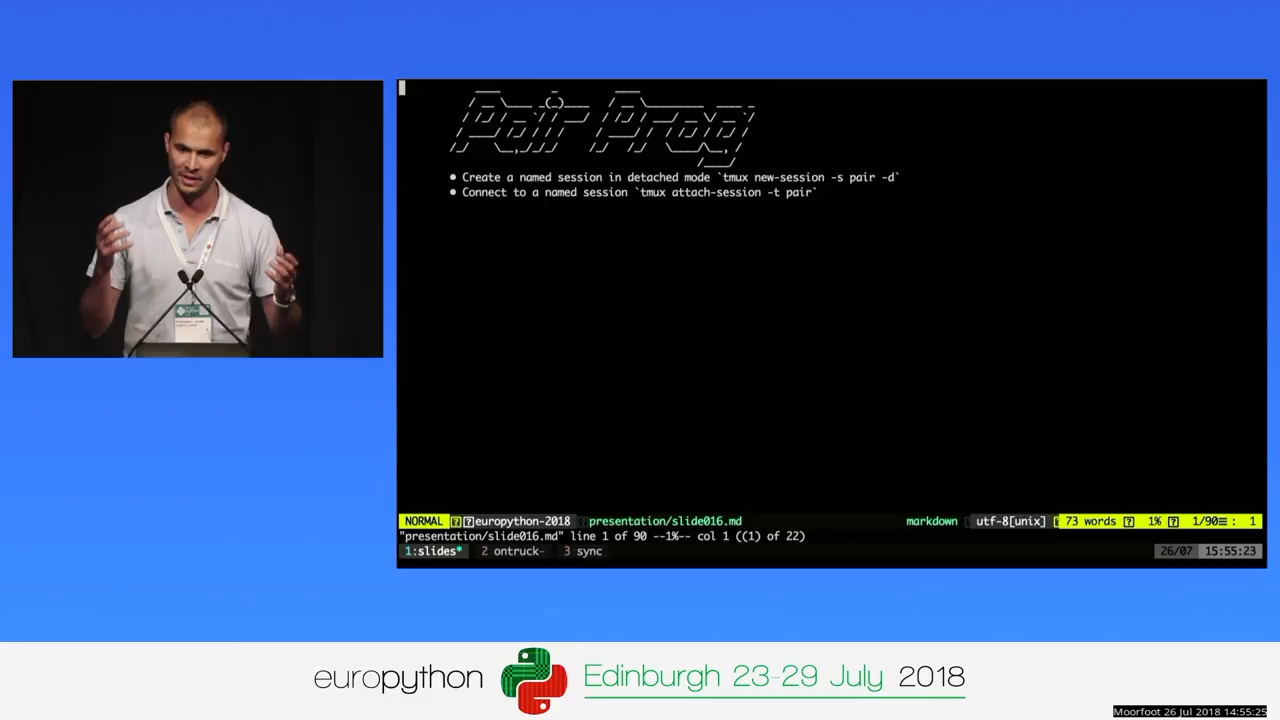 Pair Prog
● Create a named session in detached mode `tmux new-session -s pair -d`
● Connect to a named session `tmux attach-session -t pair`
NORMAL europython-2018 presentation/slide016.md markdown utf-8[unix] 73 words 1% 1/90≡ : 1
"presentation/slide016.md" line 1 of 90 --1%-- col 1 ((1) of 22)
1:slides* 2 ontruck- 3 sync 26/07 15:55:23
europython Edinburgh 23-29 July 2018
Moorfoot 26 Jul 2018 14:55:25